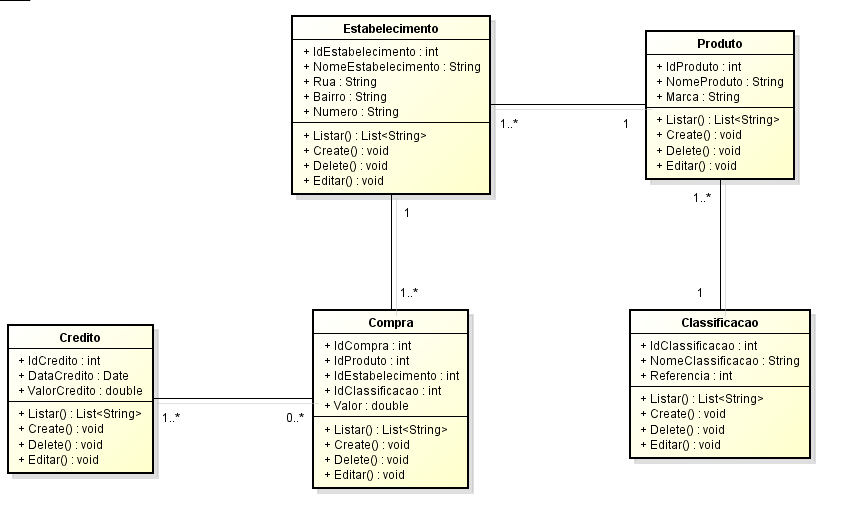 Estabelecimento
+ IdEstabelecimento : int
+ NomeEstabelecimento : String
+ Rua : String
+ Bairro : String
+ Numero : String
+ Listar() : List<String>
+ Create() : void
+ Delete() : void
+ Editar() : void
Produto
+ IdProduto : int
+ NomeProduto : String
+ Marca : String
+ Listar() : List<String>
+ Create() : void
+ Delete() : void
+ Editar() : void
1..*
1
1
1..*
1..*
1
Credito
+ IdCredito : int
+ DataCredito : Date
+ ValorCredito : double
+ Listar() : List<String>
+ Create() : void
+ Delete() : void
+ Editar() : void
1..*
0..*
Compra
+ IdCompra : int
+ IdProduto : int
+ IdEstabelecimento : int
+ IdClassificacao : int
+ Valor : double
+ Listar() : List<String>
+ Create() : void
+ Delete() : void
+ Editar() : void
Classificacao
+ IdClassificacao : int
+ NomeClassificacao : String
+ Referencia : int
+ Listar() : List<String>
+ Create() : void
+ Delete() : void
+ Editar() : void